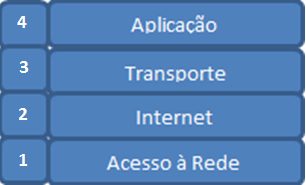 4 Aplicação
3 Transporte
2 Internet
1 Acesso à Rede